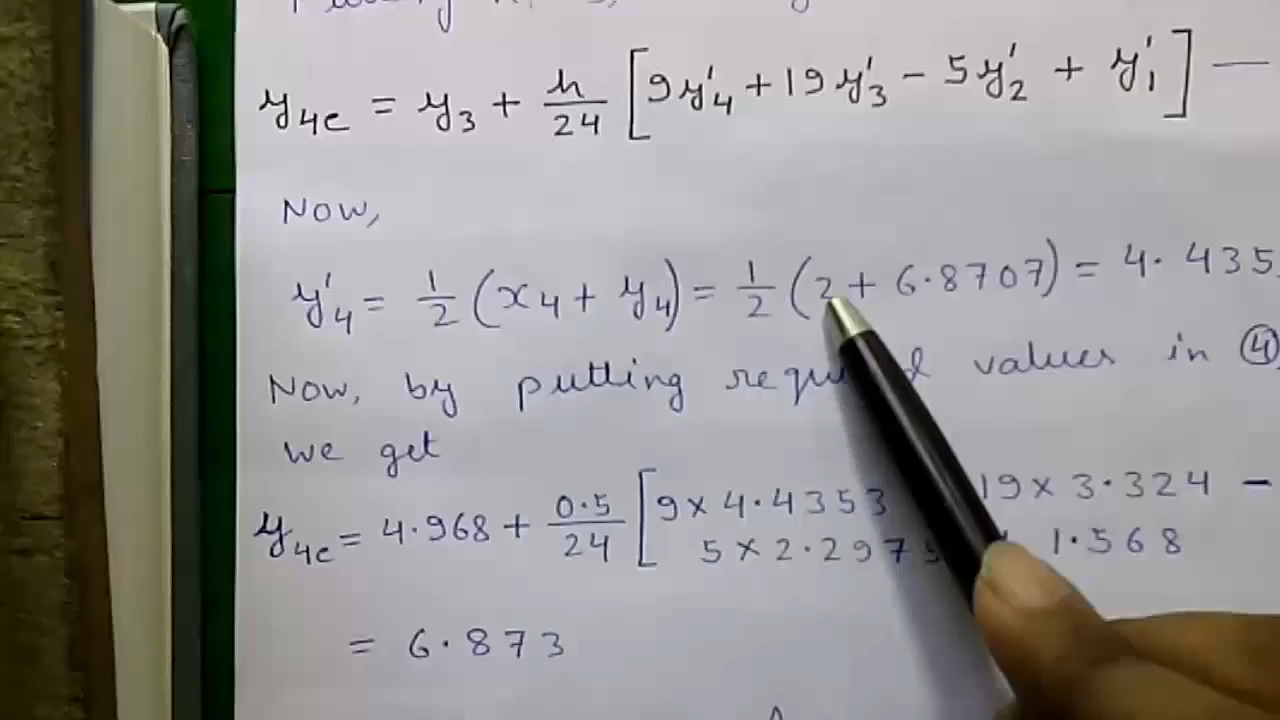 y₄c = y₃ + h/24 [9y'₄ + 19y'₃ − 5y'₂ + y'₁] —
Now,
y'₄ = 1/2 (x₄ + y₄) = 1/2 (2 + 6.8707) = 4.435
Now, by putting values in ④
we get
y₄c = 4.968 + 0.5/24 [9 × 4.4353 19 × 3.324 −
5 × 2.297 1.568
= 6.873